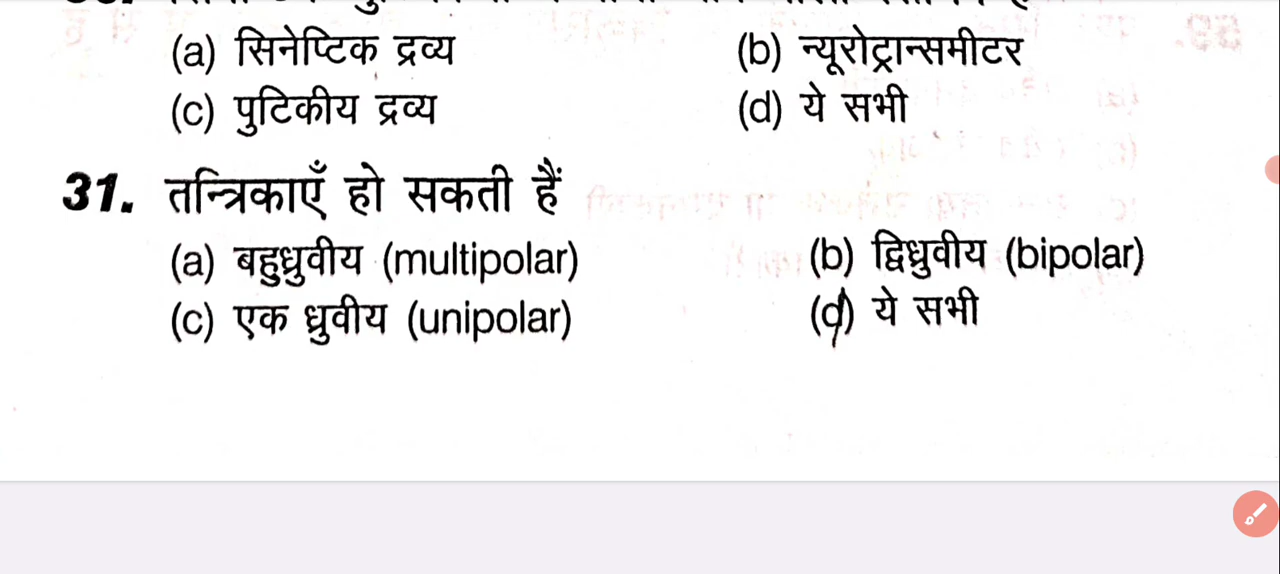 (a) सिनेप्टिक द्रव्य (b) न्यूरोट्रान्समीटर
(c) पुटिकीय द्रव्य (d) ये सभी
31. तन्त्रिकाएँ हो सकती हैं
(a) बहुध्रुवीय (multipolar) (b) द्विध्रुवीय (bipolar)
(c) एक ध्रुवीय (unipolar) (d) ये सभी